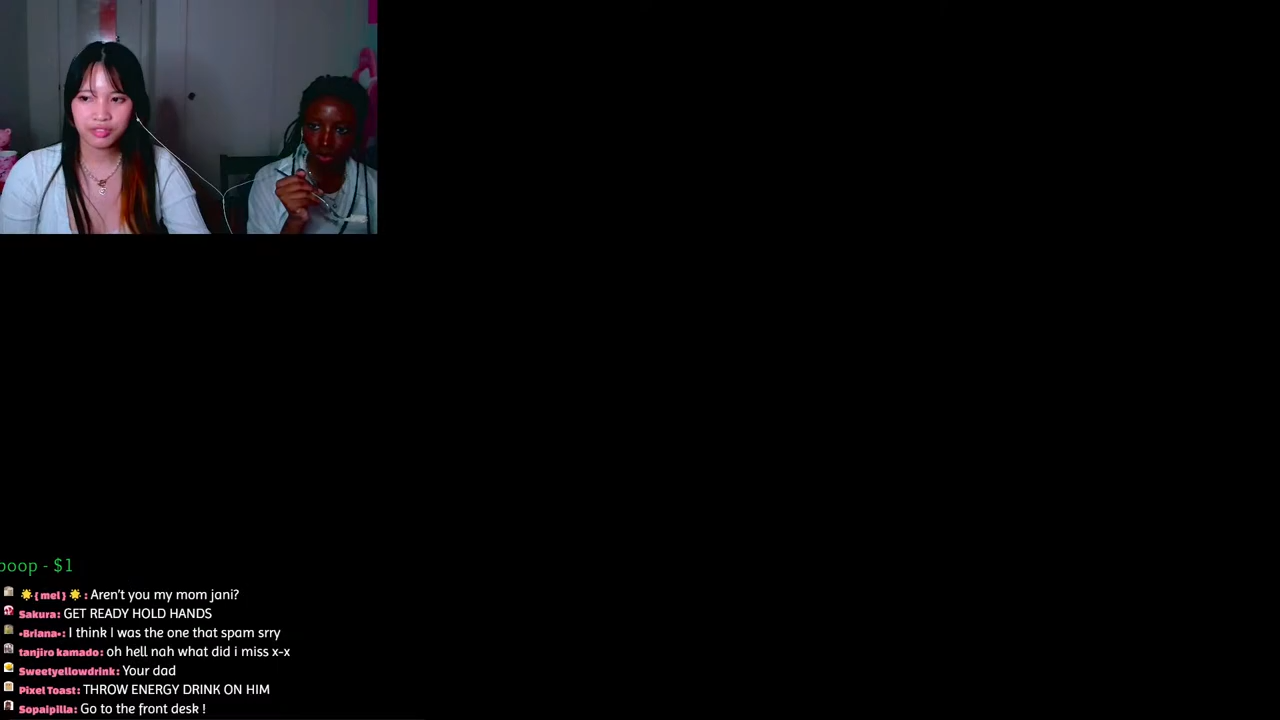 poop - $1
🌟{ mel } 🌟 : Aren't you my mom jani?
Sakura: GET READY HOLD HANDS
•Briana•: I think I was the one that spam srry
tanjiro kamado: oh hell nah what did i miss x-x
Sweetyellowdrink: Your dad
Pixel Toast: THROW ENERGY DRINK ON HIM
Sopaipilla: Go to the front desk !